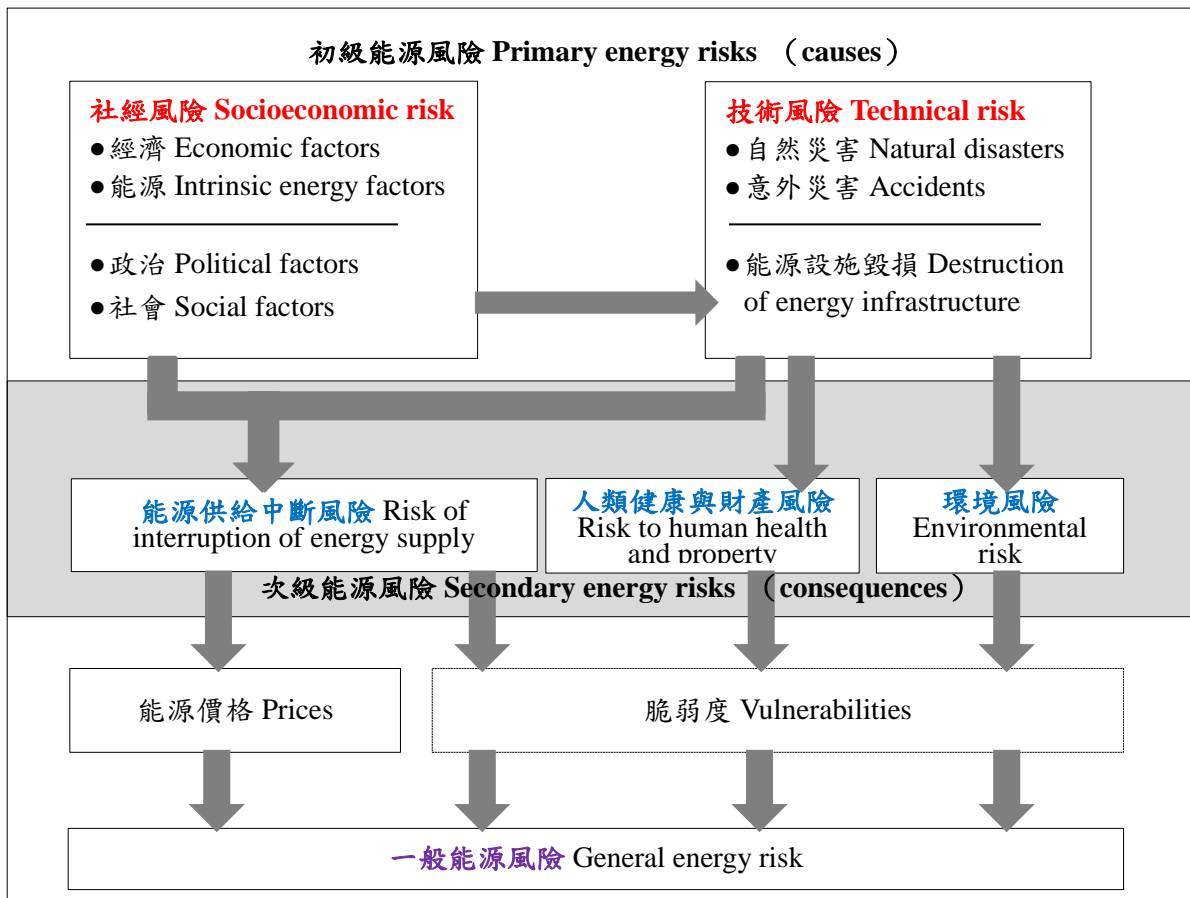 初級能源風險 Primary energy risks （causes）
社經風險 Socioeconomic risk
●經濟 Economic factors
●能源 Intrinsic energy factors
●政治 Political factors
●社會 Social factors
技術風險 Technical risk
●自然災害 Natural disasters
●意外災害 Accidents
●能源設施毀損 Destruction
of energy infrastructure
能源供給中斷風險 Risk of
interruption of energy supply
人類健康與財產風險
Risk to human health
and property
環境風險
Environmental
risk
次級能源風險 Secondary energy risks （consequences）
能源價格 Prices
脆弱度 Vulnerabilities
一般能源風險 General energy risk